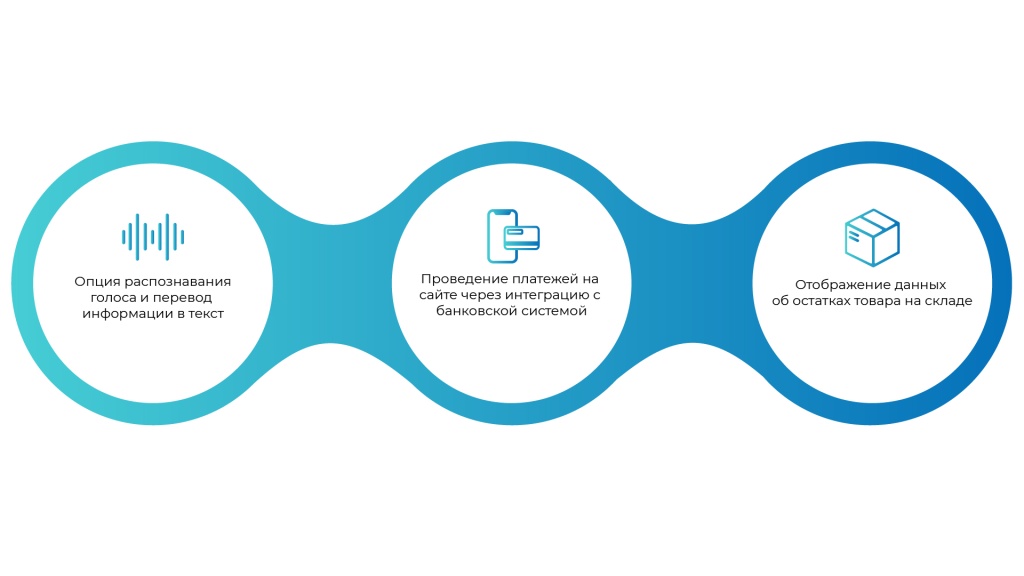 Опция распознавания
голоса и перевод
информации в текст
Проведение платежей на
сайте через интеграцию с
банковской системой
Отображение данных
об остатках товара на складе